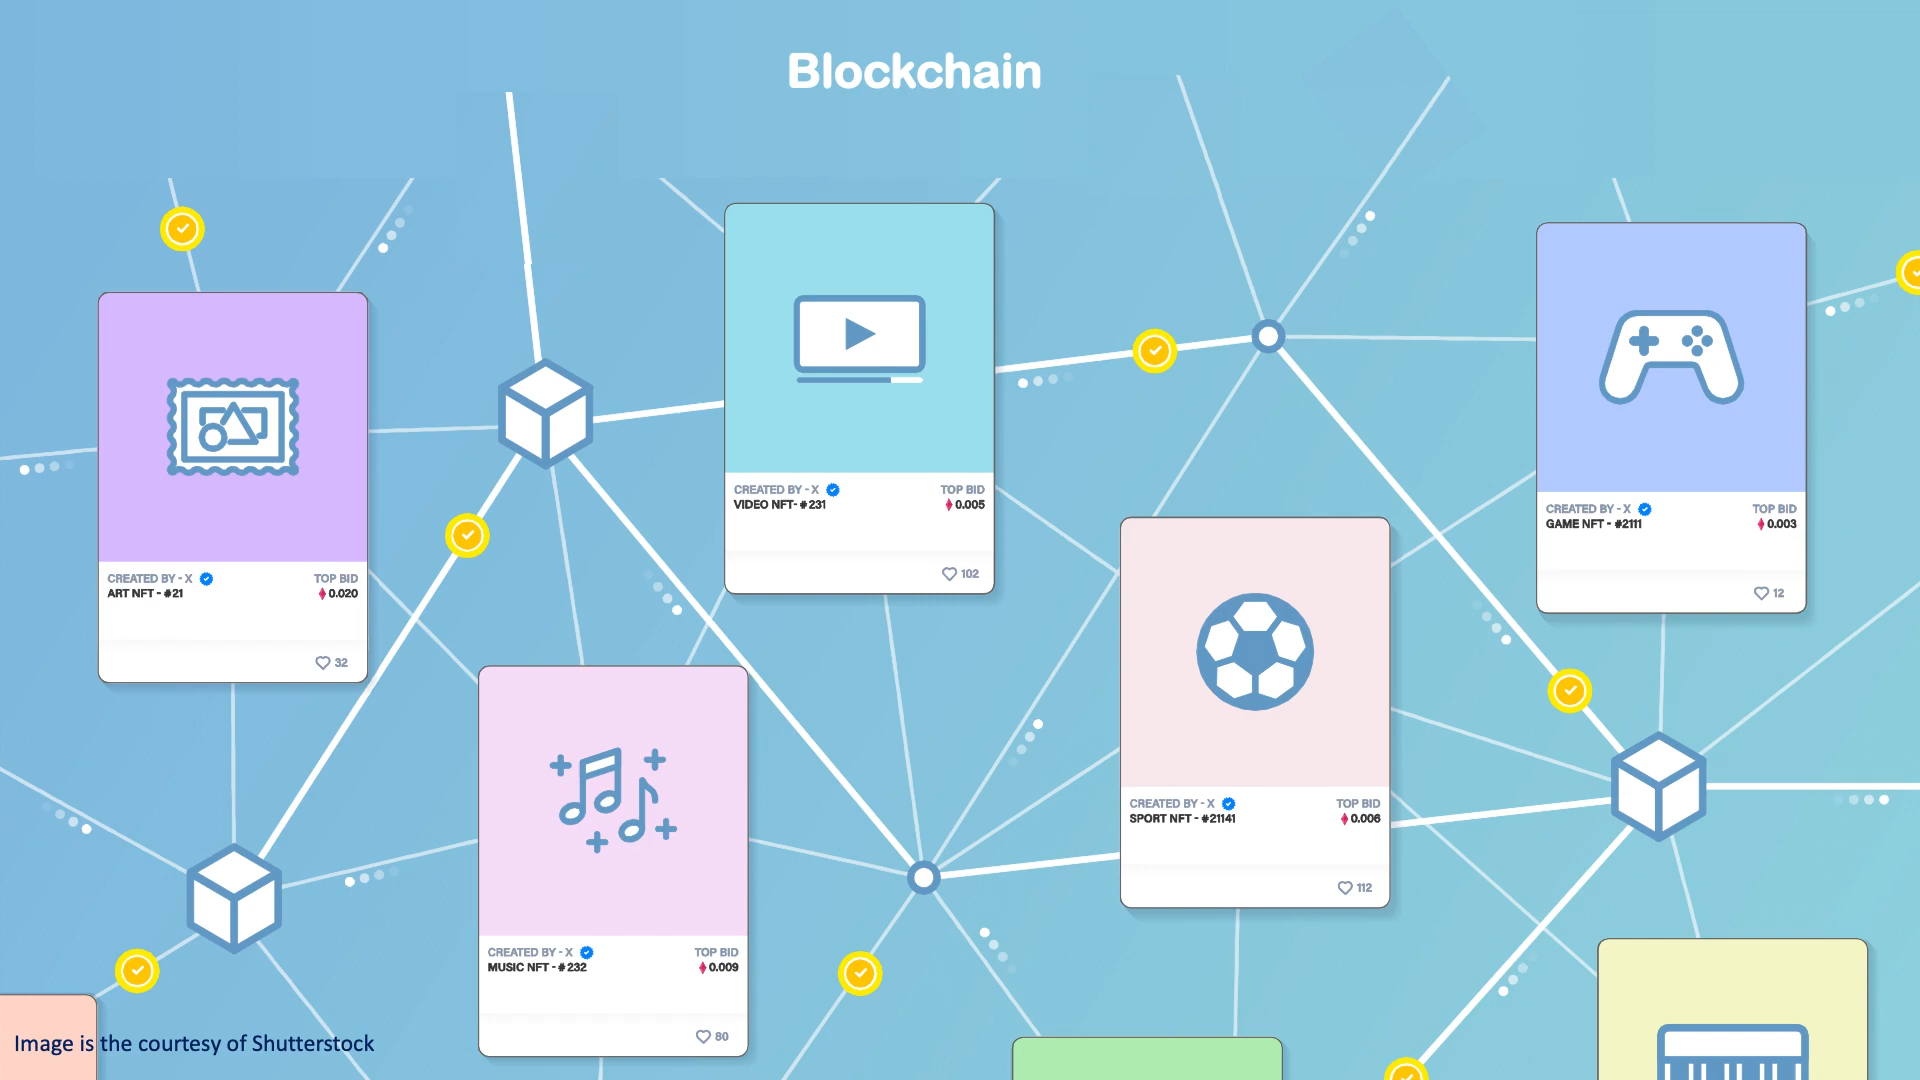 Blockchain
CREATED BY - X
TOP BID
ART NFT - #21
0.020
32
CREATED BY - X
TOP BID
VIDEO NFT- #231
0.005
102
CREATED BY - X
TOP BID
GAME NFT - #2111
0.003
12
CREATED BY - X
TOP BID
MUSIC NFT - #232
0.009
80
CREATED BY - X
TOP BID
SPORT NFT - #21141
0.006
112
Image is the courtesy of Shutterstock